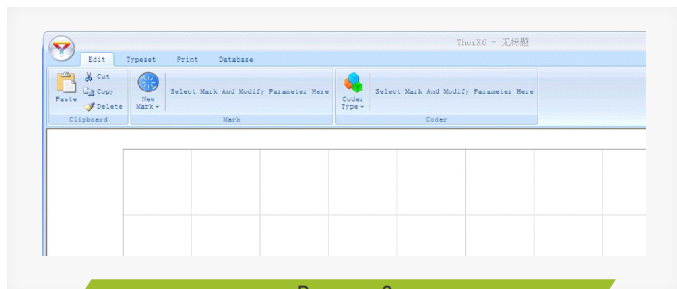 ThorX6 - 无标题
Edit Typeset Print Database
Cut
Copy
Paste
Delete
Clipboard
New Mark
Select Mark And Modify Parameter Here
Mark
Coder Type
Select Mark And Modify Parameter Here
Coder